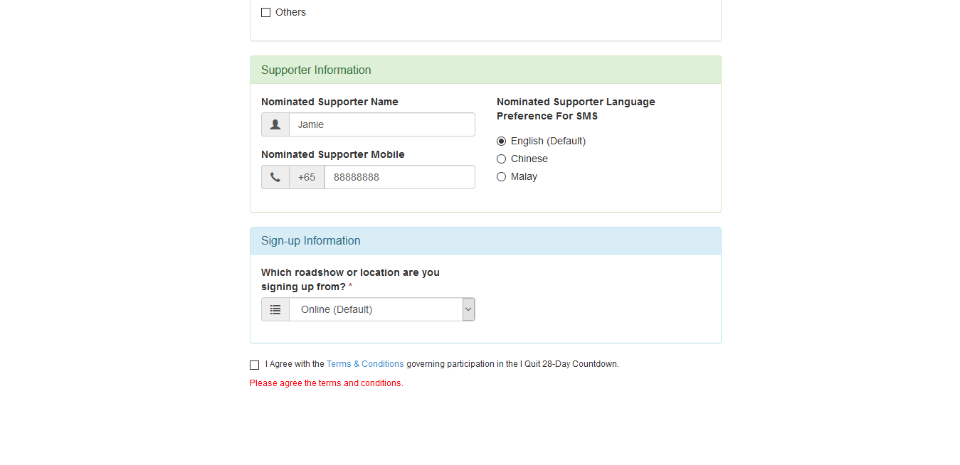 Others
Supporter Information
Nominated Supporter Name
Jamie
Nominated Supporter Mobile
+65 88888888
Nominated Supporter Language
Preference For SMS
English (Default)
Chinese
Malay
Sign-up Information
Which roadshow or location are you
signing up from? *
Online (Default)
I Agree with the Terms & Conditions governing participation in the I Quit 28-Day Countdown.
Please agree the terms and conditions.